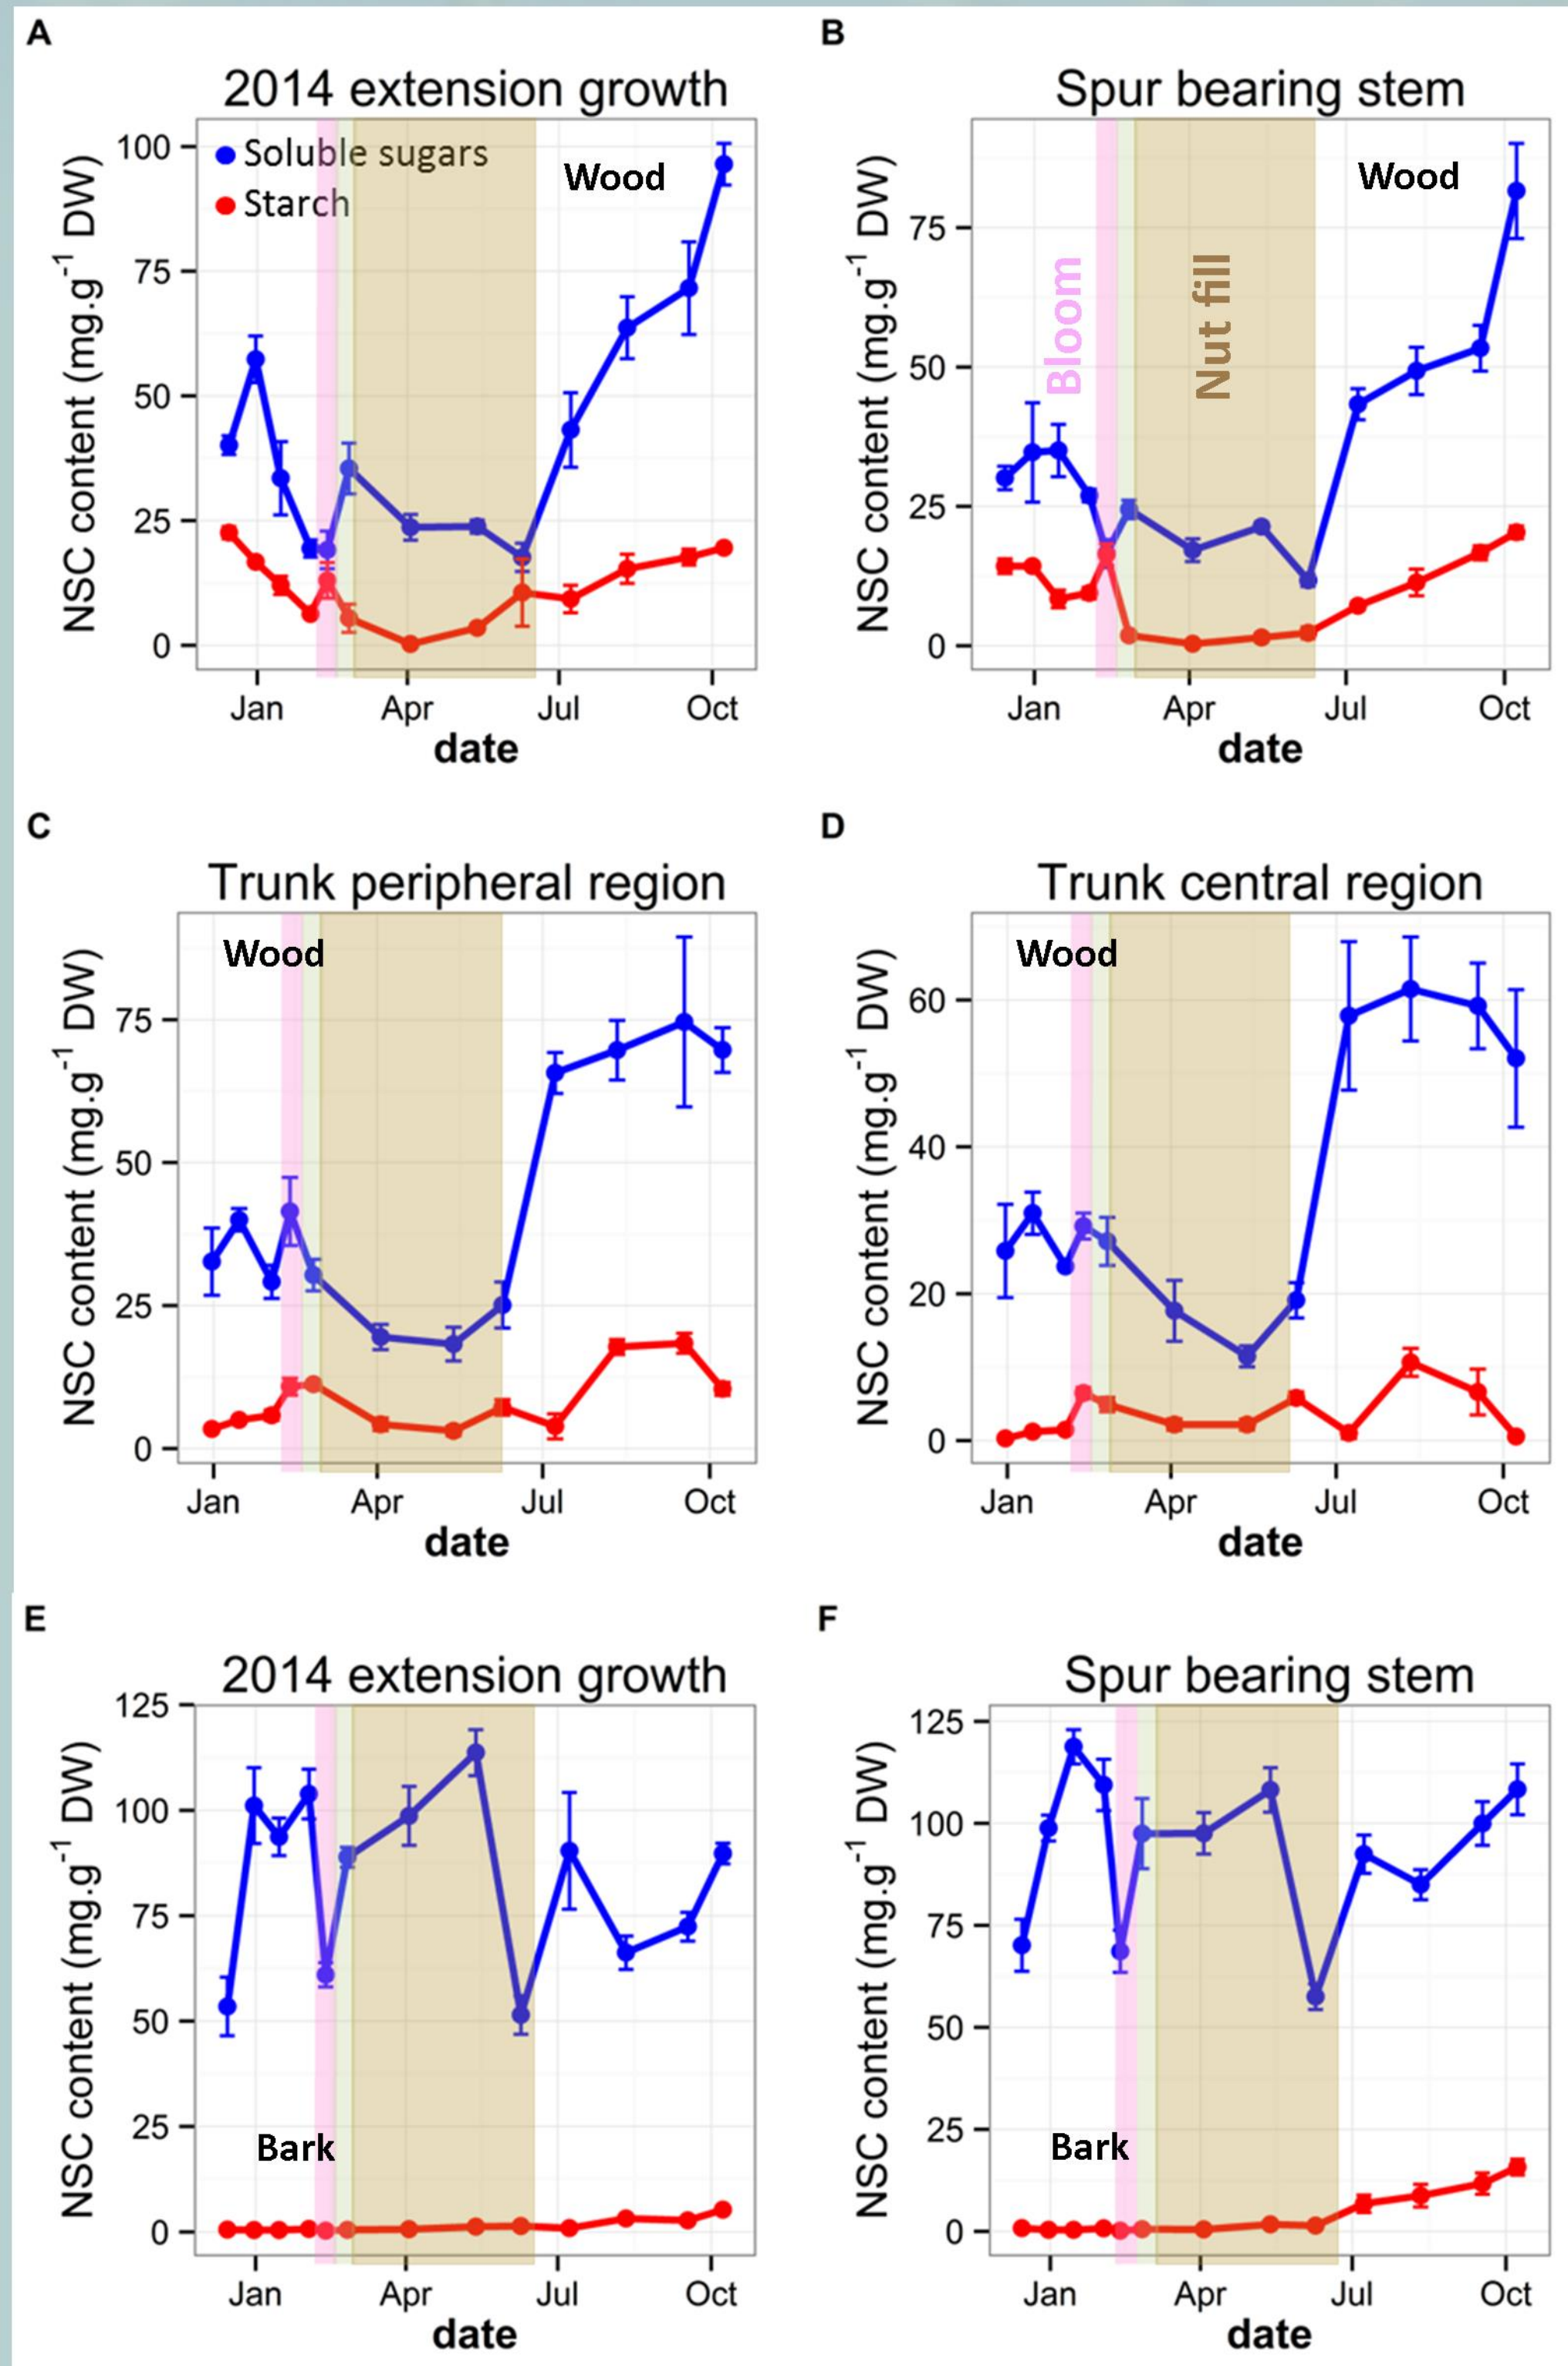 A
2014 extension growth
NSC content (mg.g⁻¹ DW)
100
75
50
25
0
Soluble sugars
Starch
Wood
Jan Apr Jul Oct
date
B
Spur bearing stem
NSC content (mg.g⁻¹ DW)
75
50
25
0
Wood
Bloom
Nut fill
Jan Apr Jul Oct
date
C
Trunk peripheral region
NSC content (mg.g⁻¹ DW)
75
50
25
0
Wood
Jan Apr Jul Oct
date
D
Trunk central region
NSC content (mg.g⁻¹ DW)
60
40
20
0
Wood
Jan Apr Jul Oct
date
E
2014 extension growth
NSC content (mg.g⁻¹ DW)
125
100
75
50
25
0
Bark
Jan Apr Jul Oct
date
F
Spur bearing stem
NSC content (mg.g⁻¹ DW)
125
100
75
50
25
0
Bark
Jan Apr Jul Oct
date